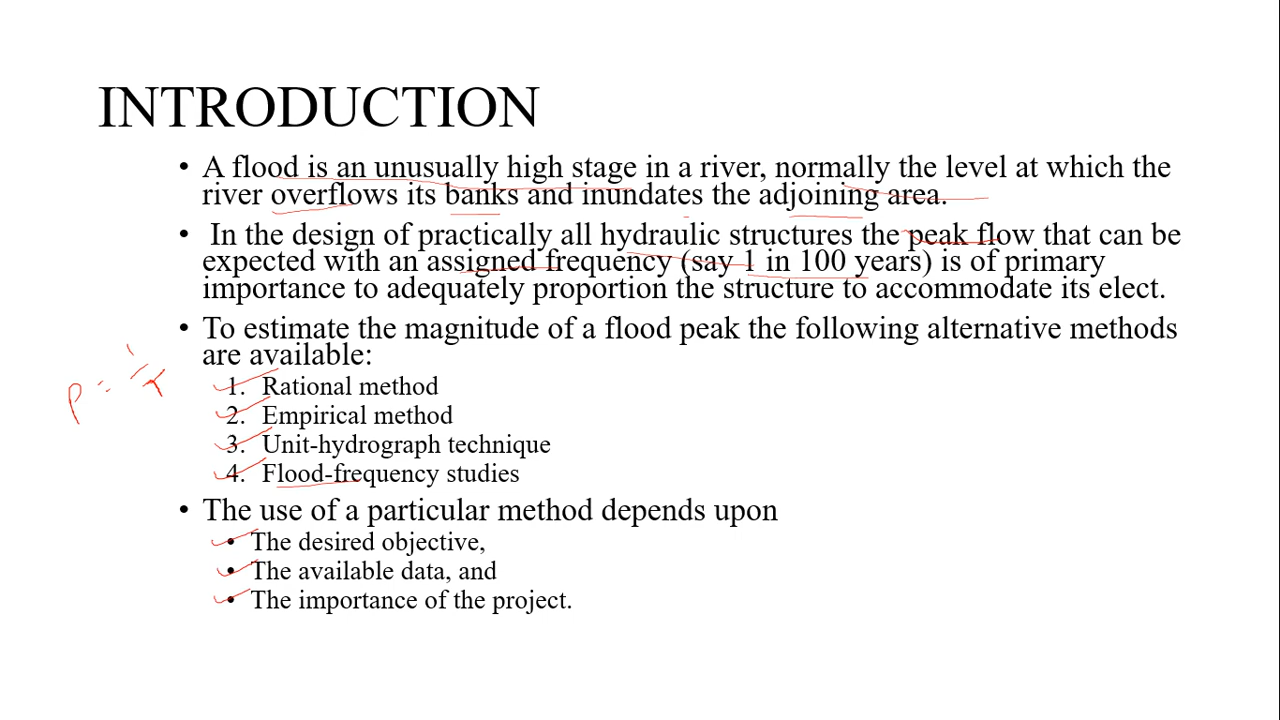 INTRODUCTION
• A flood is an unusually high stage in a river, normally the level at which the
river overflows its banks and inundates the adjoining area.
• In the design of practically all hydraulic structures the peak flow that can be
expected with an assigned frequency (say 1 in 100 years) is of primary
importance to adequately proportion the structure to accommodate its elect.
• To estimate the magnitude of a flood peak the following alternative methods
are available:
1. Rational method
2. Empirical method
3. Unit-hydrograph technique
4. Flood-frequency studies
P = 1/T
• The use of a particular method depends upon
• The desired objective,
• The available data, and
• The importance of the project.